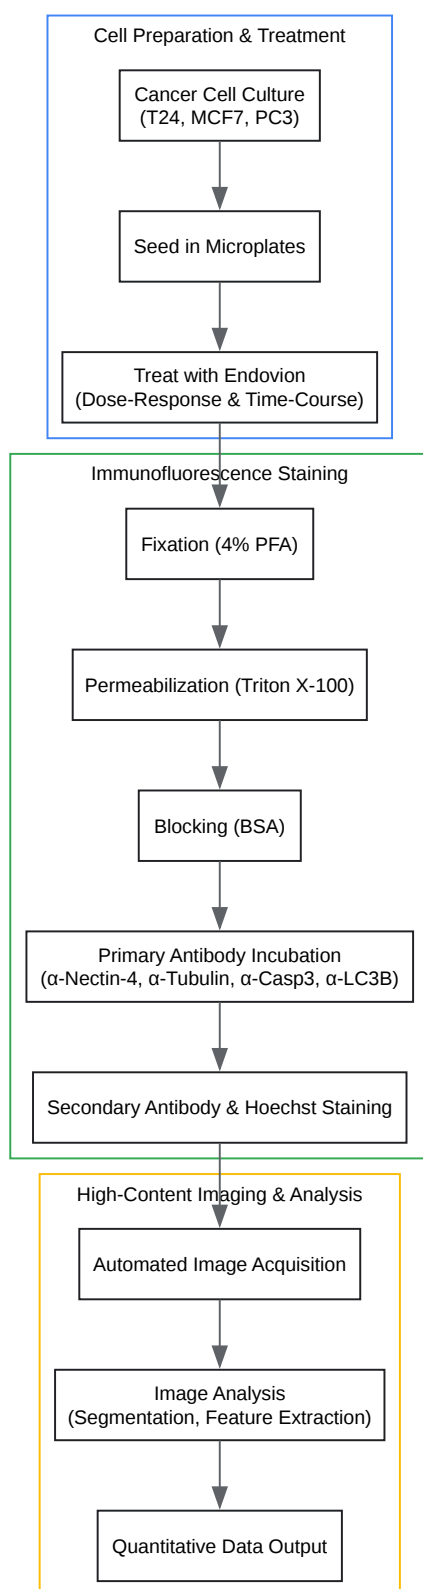 Cell Preparation & Treatment
Cancer Cell Culture
(T24, MCF7, PC3)
Seed in Microplates
Treat with Endovion
(Dose-Response & Time-Course)
Immunofluorescence Staining
Fixation (4% PFA)
Permeabilization (Triton X-100)
Blocking (BSA)
Primary Antibody Incubation
(α-Nectin-4, α-Tubulin, α-Casp3, α-LC3B)
Secondary Antibody & Hoechst Staining
High-Content Imaging & Analysis
Automated Image Acquisition
Image Analysis
(Segmentation, Feature Extraction)
Quantitative Data Output